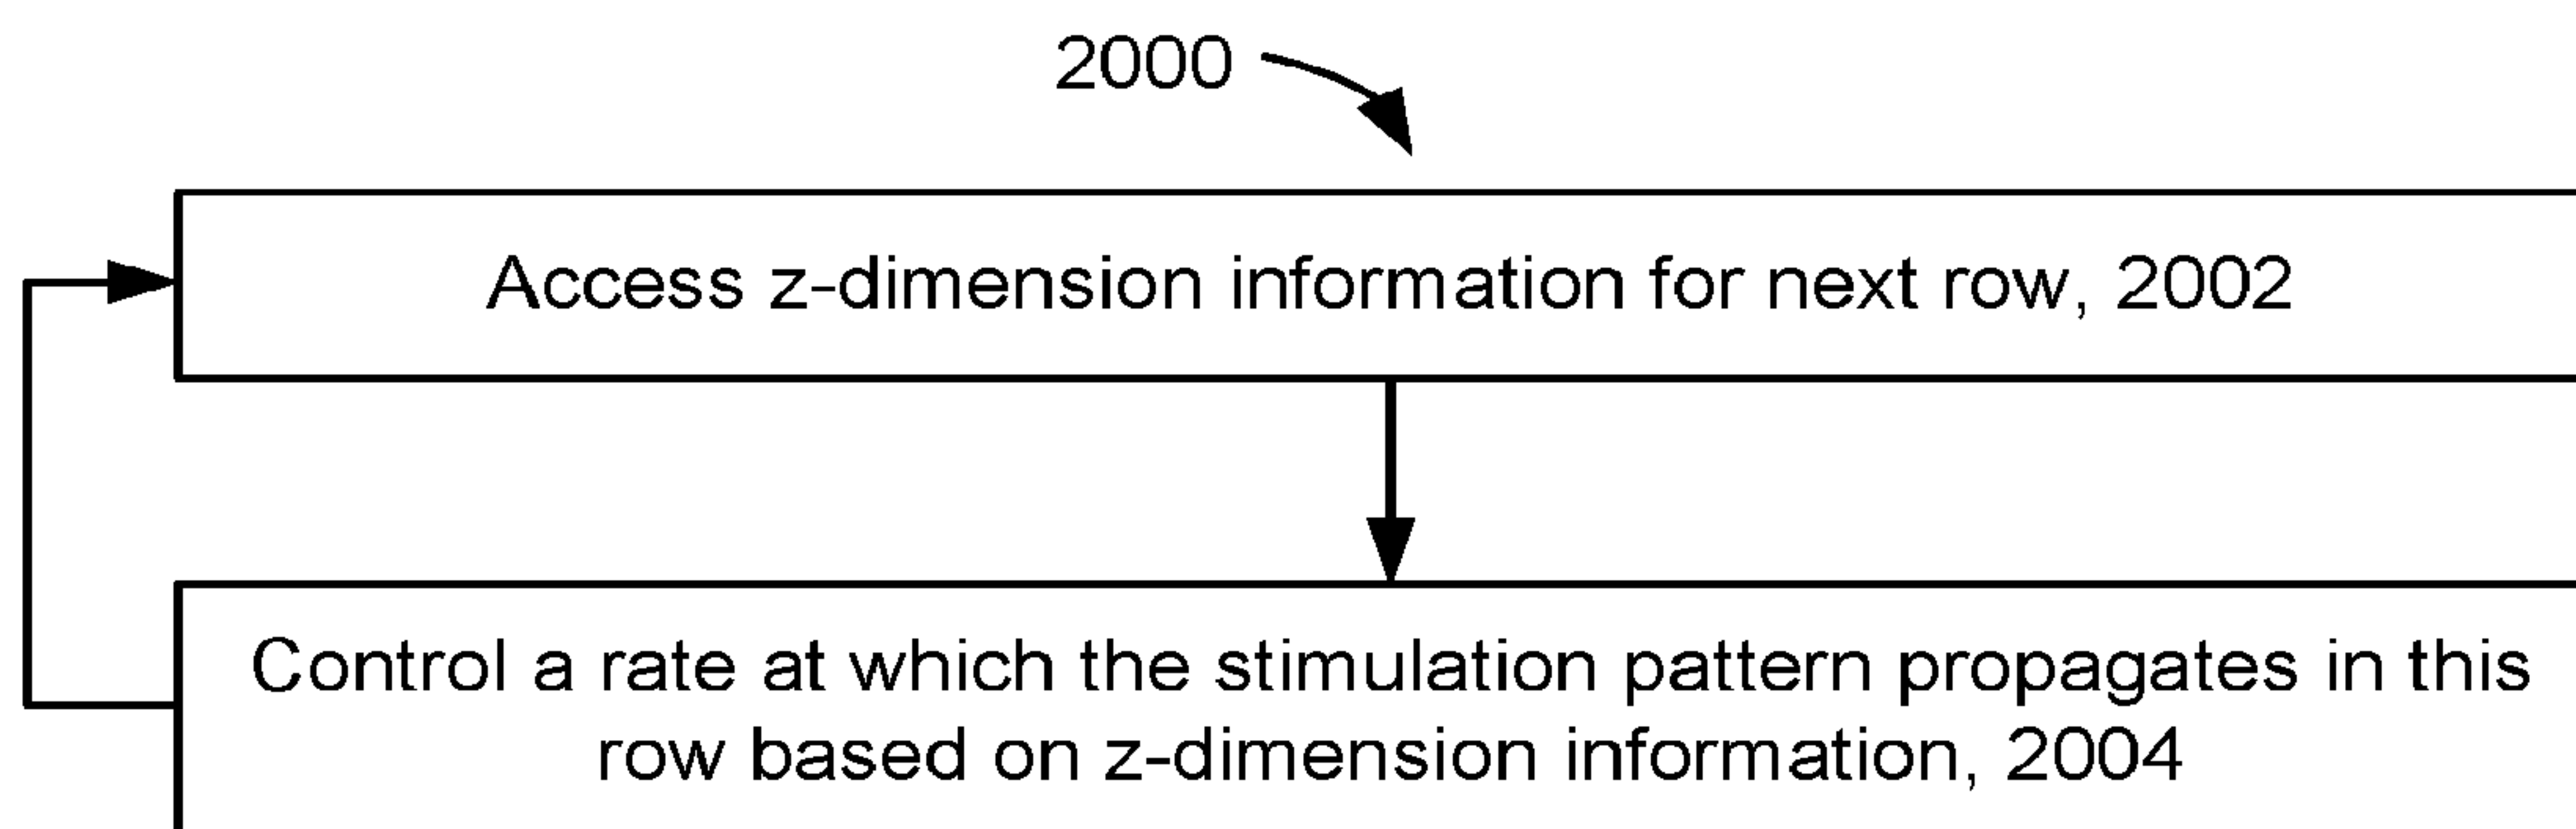 2000
Access z-dimension information for next row, 2002
Control a rate at which the stimulation pattern propagates in this
row based on z-dimension information, 2004